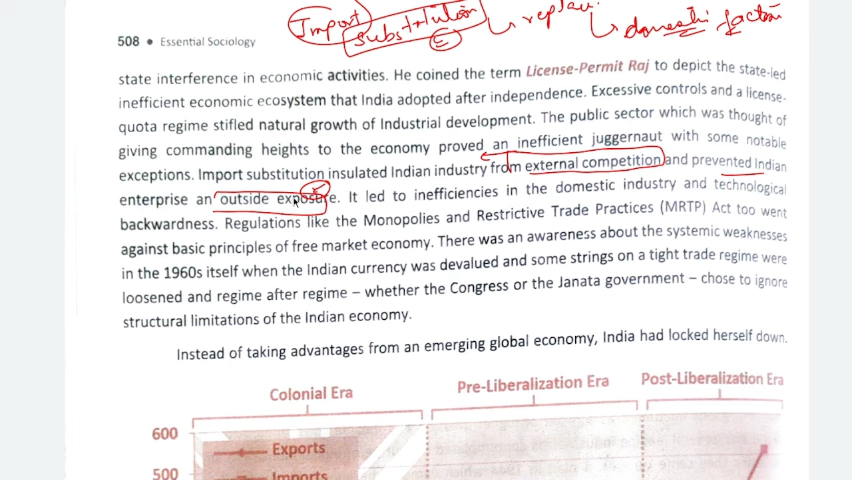 Import
substitution
E
domestic factor
508 • Essential Sociology
state interference in economic activities. He coined the term License-Permit Raj to depict the state-led
inefficient economic ecosystem that India adopted after independence. Excessive controls and a license-
quota regime stifled natural growth of Industrial development. The public sector which was thought of
giving commanding heights to the economy proved an inefficient juggernaut with some notable
exceptions. Import substitution insulated Indian industry from external competition and prevented Indian
enterprise an outside exposure. It led to inefficiencies in the domestic industry and technological
backwardness. Regulations like the Monopolies and Restrictive Trade Practices (MRTP) Act too went
against basic principles of free market economy. There was an awareness about the systemic weaknesses
in the 1960s itself when the Indian currency was devalued and some strings on a tight trade regime were
loosened and regime after regime – whether the Congress or the Janata government – chose to ignore
structural limitations of the Indian economy.
Instead of taking advantages from an emerging global economy, India had locked herself down.
Colonial Era Pre-Liberalization Era Post-Liberalization Era
600
Exports
500
Imports